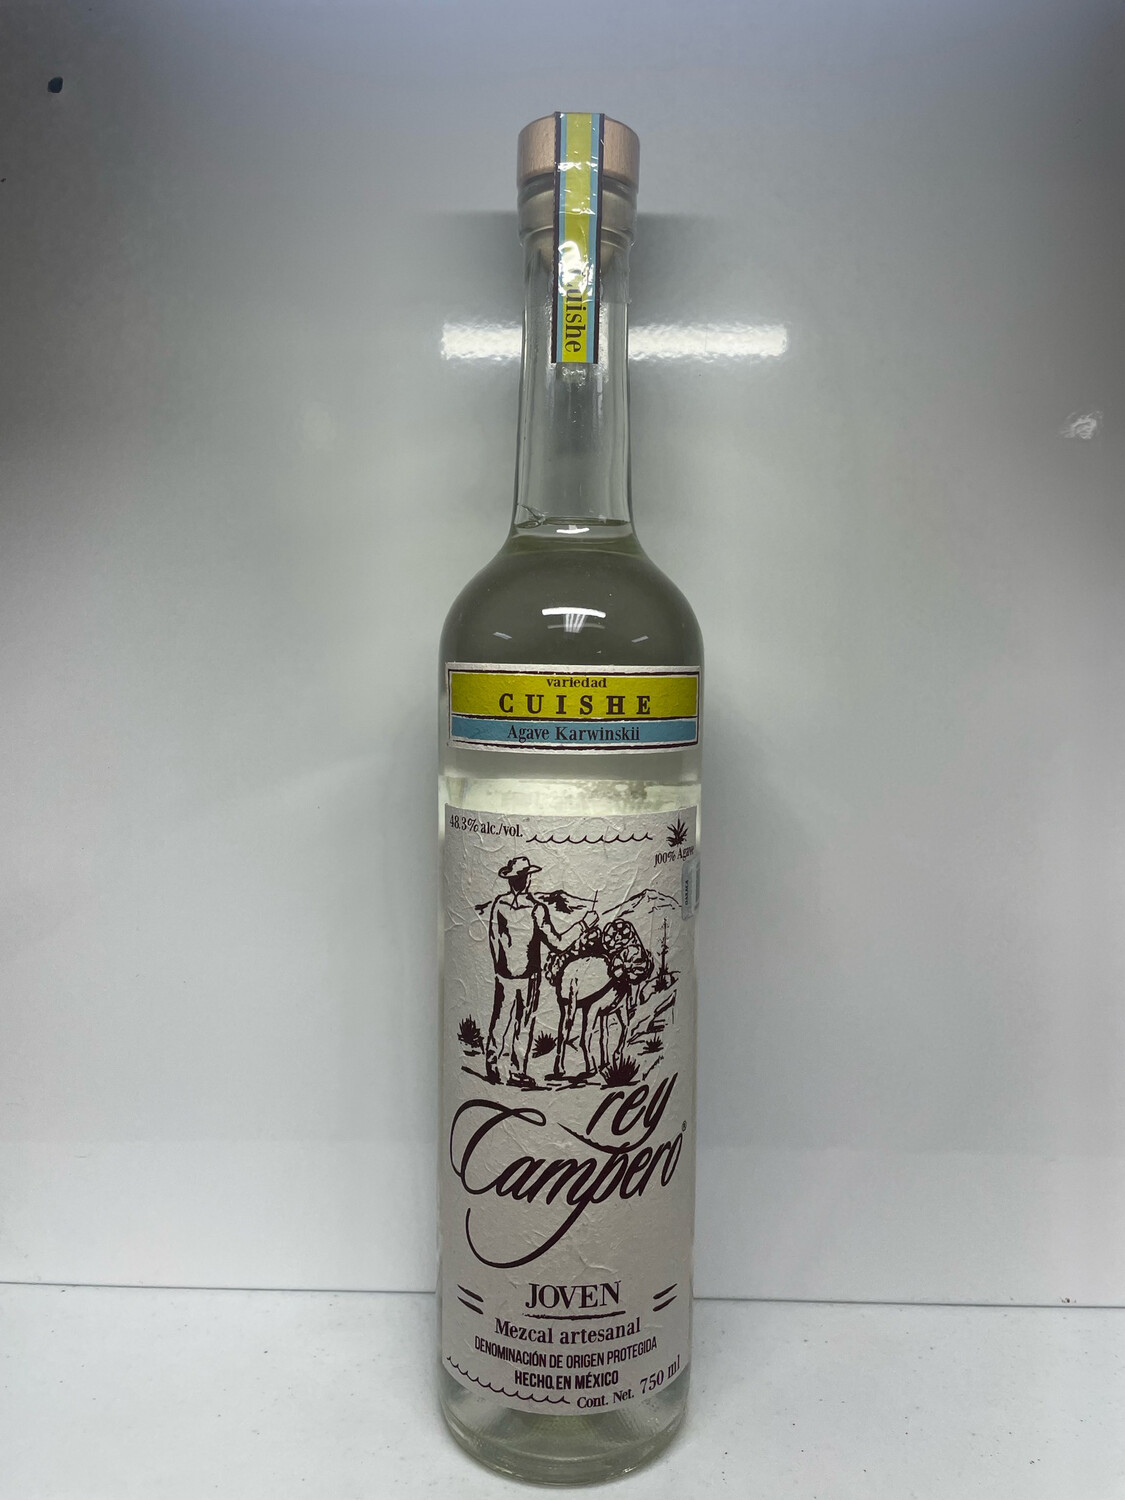 Cuishe
variedad
CUISHE
Agave Karwinskii
48.3% alc./vol.
100% Agave
rey
Campero®
JOVEN
Mezcal artesanal
DENOMINACIÓN DE ORIGEN PROTEGIDA
HECHO EN MÉXICO
Cont. Net. 750 ml